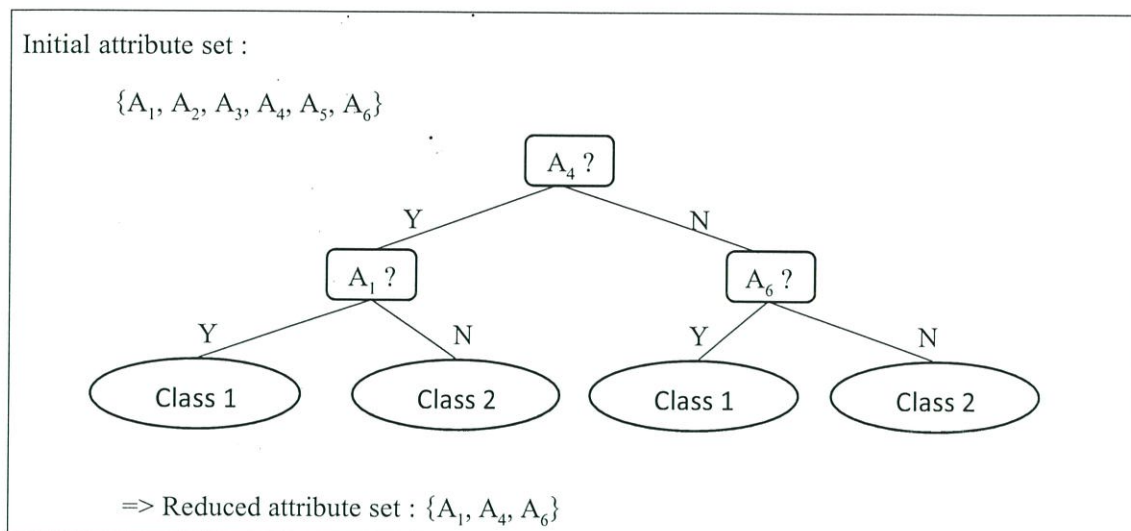 Initial attribute set :
{A₁, A₂, A₃, A₄, A₅, A₆}
A₄ ?
Y N
A₁ ? A₆ ?
Y N Y N
Class 1 Class 2 Class 1 Class 2
=> Reduced attribute set : {A₁, A₄, A₆}